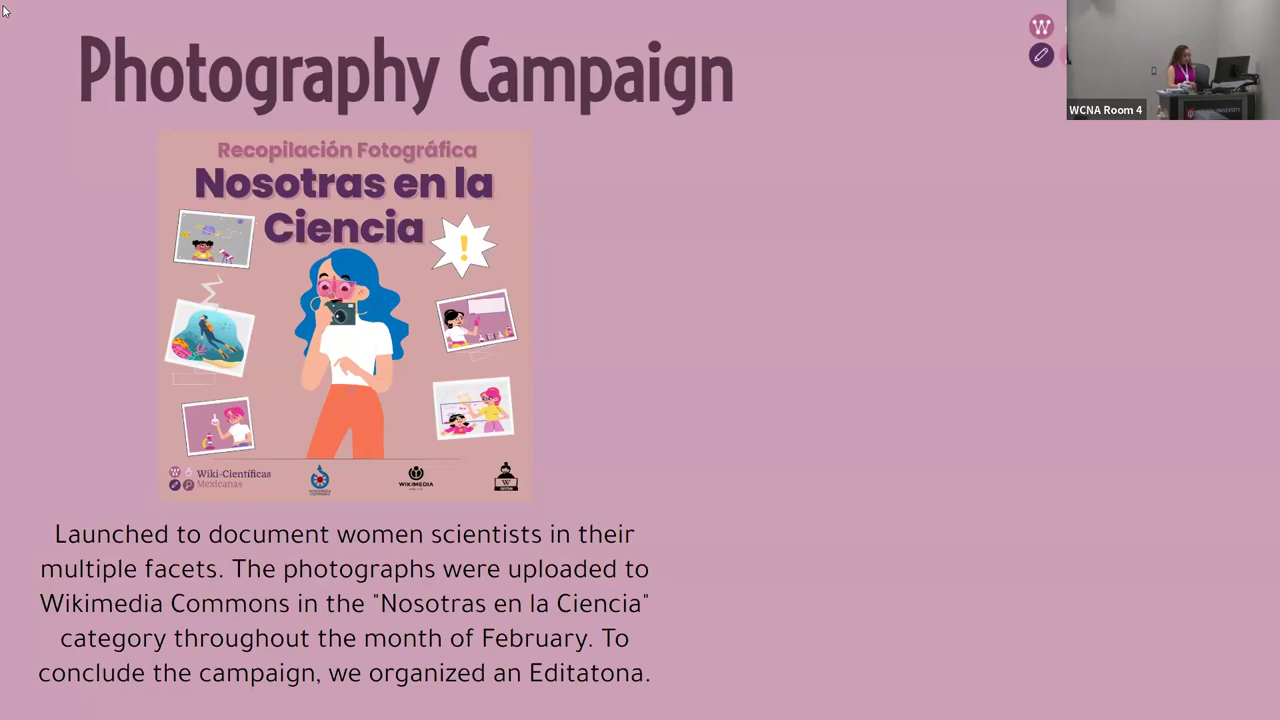 Photography Campaign
WCNA Room 4
Recopilación Fotográfica
Nosotras en la
Ciencia
!
Wiki-Científicas
Mexicanas
WIKIMEDIA
Launched to document women scientists in their
multiple facets. The photographs were uploaded to
Wikimedia Commons in the "Nosotras en la Ciencia"
category throughout the month of February. To
conclude the campaign, we organized an Editatona.